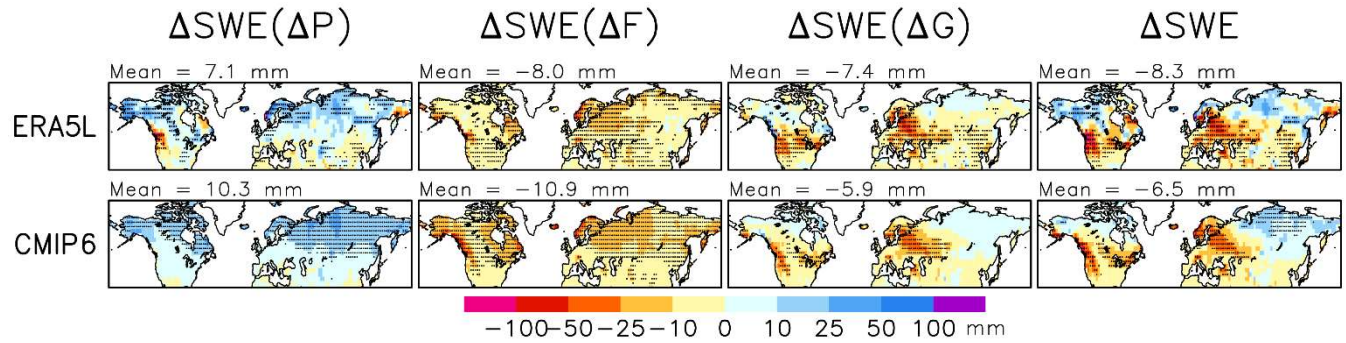 ΔSWE(ΔP) ΔSWE(ΔF) ΔSWE(ΔG) ΔSWE
Mean = 7.1 mm Mean = −8.0 mm Mean = −7.4 mm Mean = −8.3 mm
ERA5L
Mean = 10.3 mm Mean = −10.9 mm Mean = −5.9 mm Mean = −6.5 mm
CMIP6
−100 −50 −25 −10 0 10 25 50 100 mm